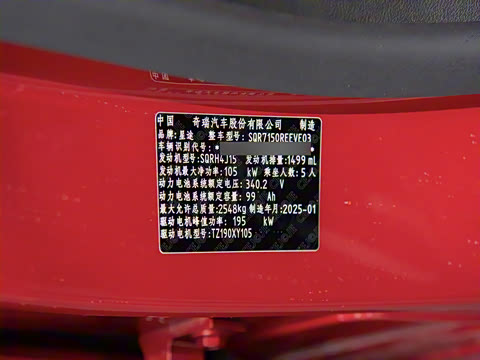 中国 奇瑞汽车股份有限公司 制造
品牌:星途 整车型号:SQR7150REEVE03
车辆识别代号:* *
发动机型号:SQRH4J15 发动机排量:1499 mL
发动机最大净功率:105 kW 乘坐人数:5 人
动力电池系统额定电压:340.2 V
动力电池系统额定容量:99 Ah
最大允许总质量:2548kg 制造年月:2025-01
驱动电机峰值功率:195 kW
驱动电机型号:TZ190XY105